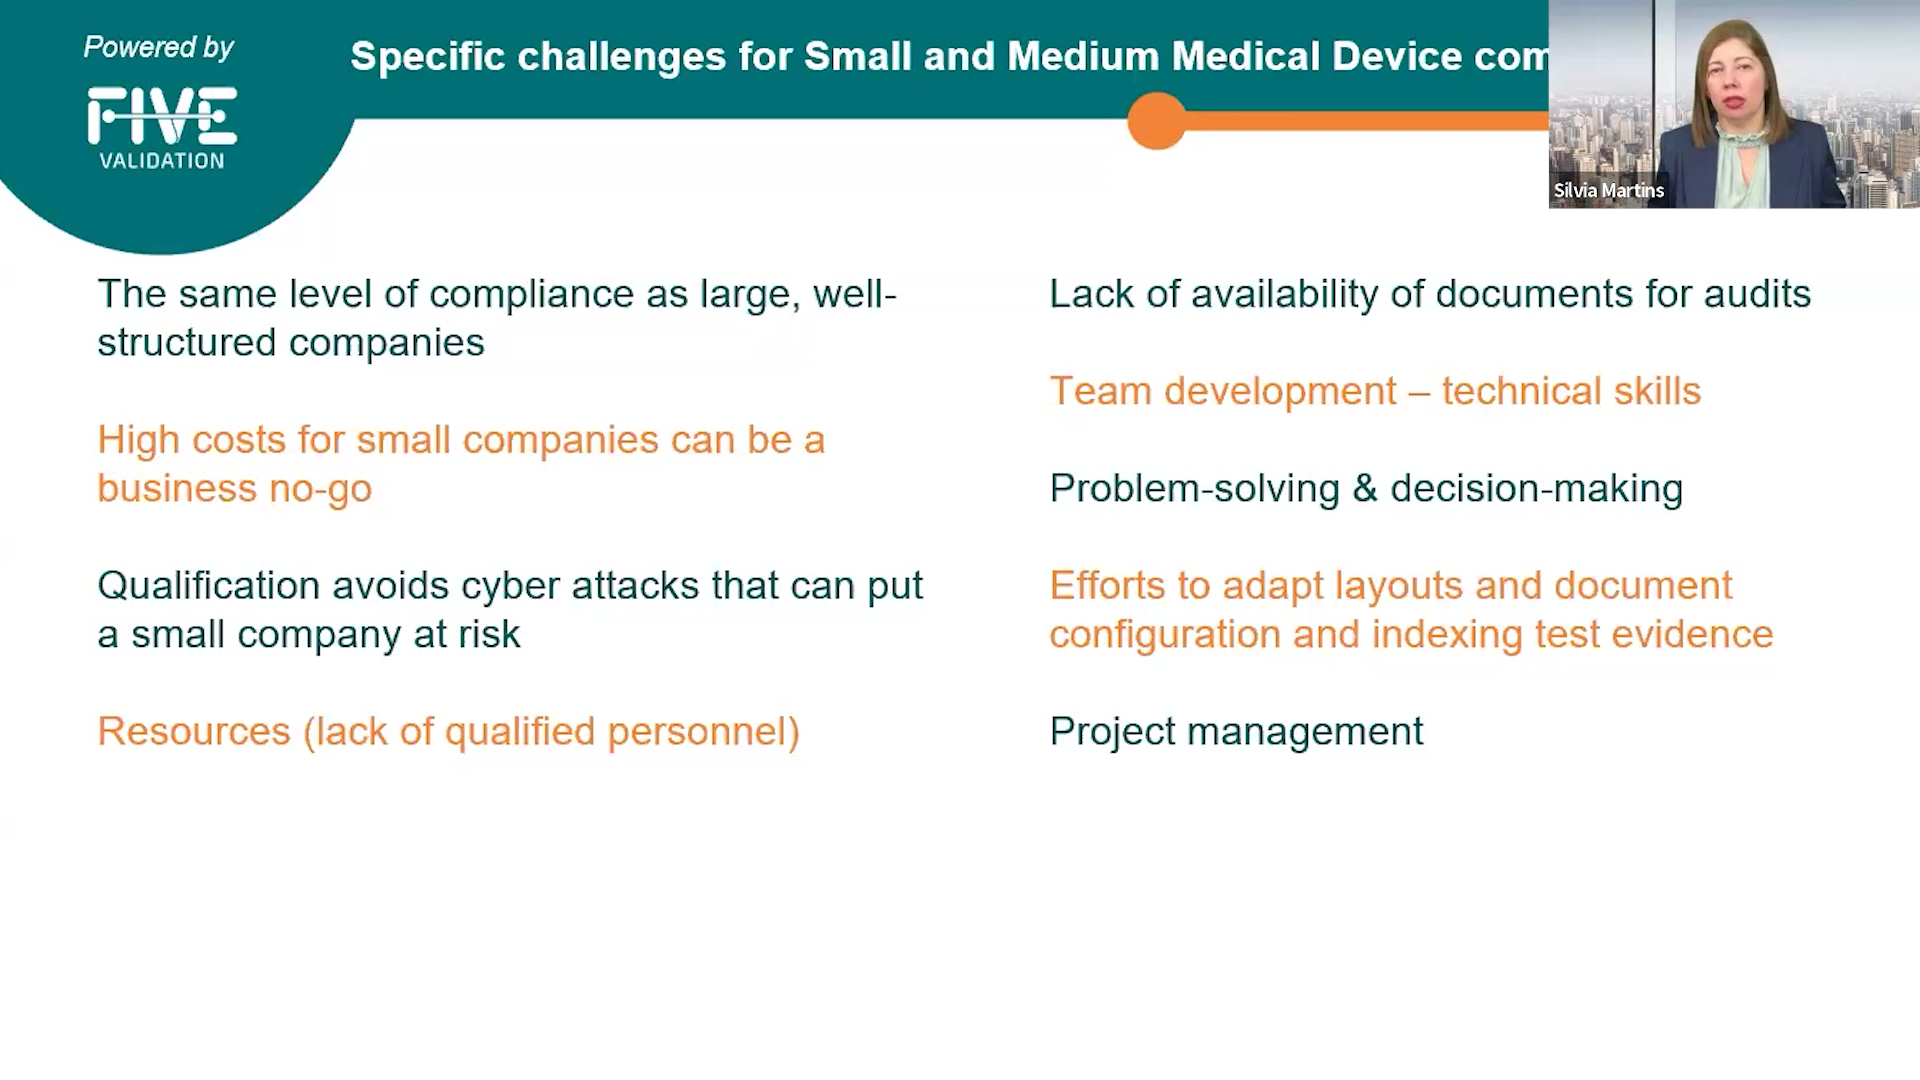 Powered by
FIVE
VALIDATION
Specific challenges for Small and Medium Medical Device com
Silvia Martins
The same level of compliance as large, well-
structured companies
High costs for small companies can be a
business no-go
Qualification avoids cyber attacks that can put
a small company at risk
Resources (lack of qualified personnel)
Lack of availability of documents for audits
Team development – technical skills
Problem-solving & decision-making
Efforts to adapt layouts and document
configuration and indexing test evidence
Project management